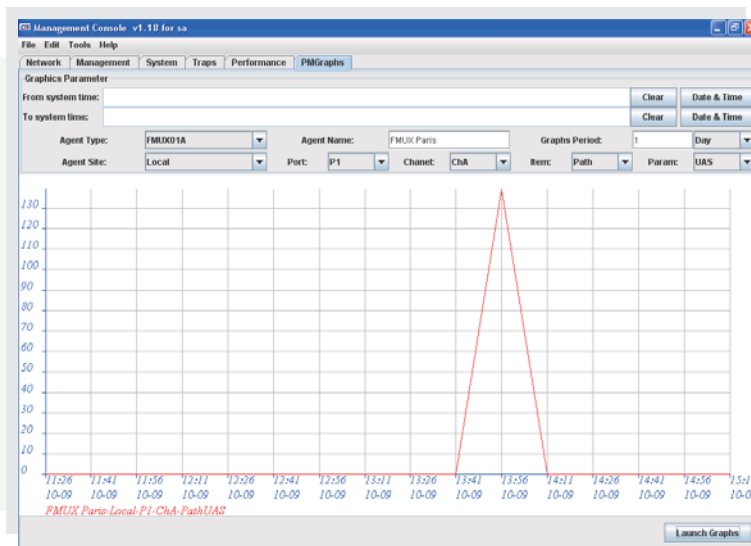 Management Console v1.18 for sa
File Edit Tools Help
Network Management System Traps Performance PMGraphs
Graphics Parameter
From system time: Clear Date & Time
To system time: Clear Date & Time
Agent Type: FMUX01A Agent Name: FMUX Paris Graphs Period: 1 Day
Agent Site: Local Port: P1 Chanel: ChA Item: Path Param: UAS
130
120
110
100
90
80
70
60
50
40
30
20
10
0
11:26 11:41 11:56 12:11 12:26 12:41 12:56 13:11 13:26 13:41 13:56 14:11 14:26 14:41 14:56 15:1
10-09 10-09 10-09 10-09 10-09 10-09 10-09 10-09 10-09 10-09 10-09 10-09 10-09 10-09 10-09 10-0
FMUX Paris-Local-P1-ChA-PathUAS
Launch Graphs